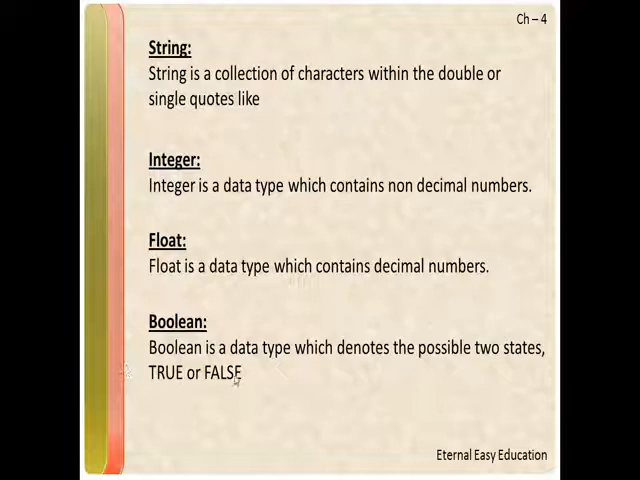 Ch – 4
String:
String is a collection of characters within the double or
single quotes like
Integer:
Integer is a data type which contains non decimal numbers.
Float:
Float is a data type which contains decimal numbers.
Boolean:
Boolean is a data type which denotes the possible two states,
TRUE or FALSE
Eternal Easy Education